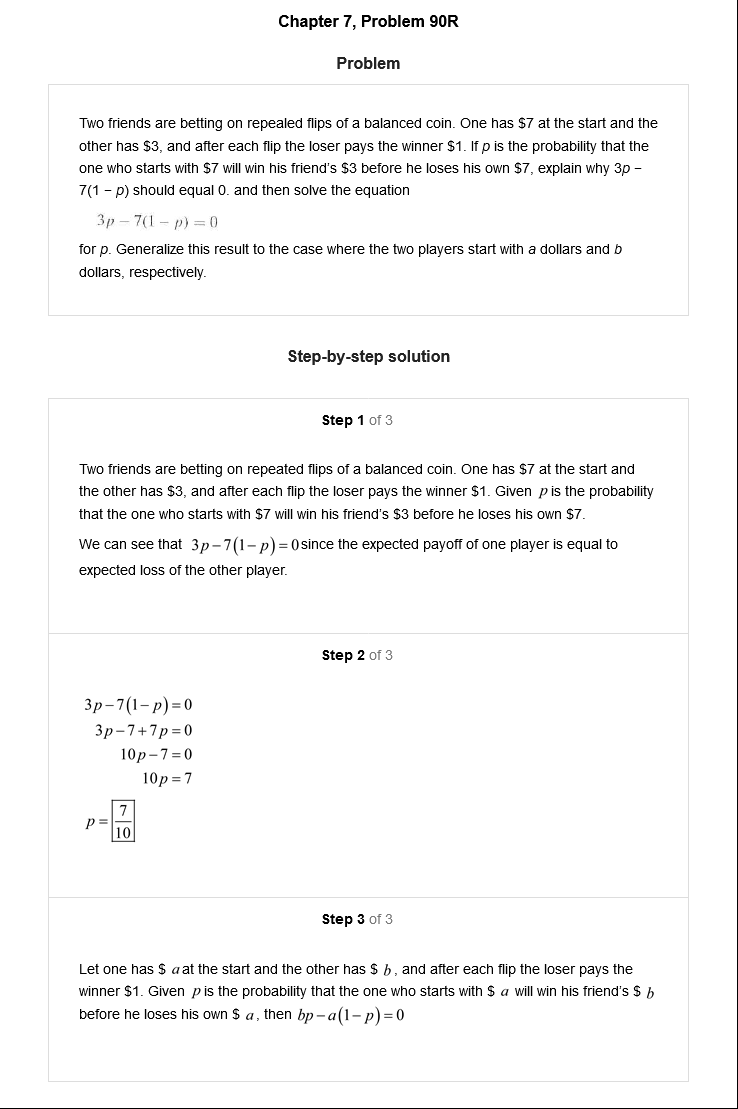 Chapter 7, Problem 90R
Problem
Two friends are betting on repealed flips of a balanced coin. One has $7 at the start and the
other has $3, and after each flip the loser pays the winner $1. If p is the probability that the
one who starts with $7 will win his friend's $3 before he loses his own $7, explain why 3p −
7(1 − p) should equal 0. and then solve the equation
3p − 7(1 − p) = 0
for p. Generalize this result to the case where the two players start with a dollars and b
dollars, respectively.
Step-by-step solution
Step 1 of 3
Two friends are betting on repeated flips of a balanced coin. One has $7 at the start and
the other has $3, and after each flip the loser pays the winner $1. Given p is the probability
that the one who starts with $7 will win his friend's $3 before he loses his own $7.
We can see that 3p−7(1−p)=0 since the expected payoff of one player is equal to
expected loss of the other player.
Step 2 of 3
3p−7(1−p)=0
3p−7+7p=0
10p−7=0
10p=7
p=7/10
Step 3 of 3
Let one has $ a at the start and the other has $ b, and after each flip the loser pays the
winner $1. Given p is the probability that the one who starts with $ a will win his friend's $ b
before he loses his own $ a, then bp−a(1−p)=0